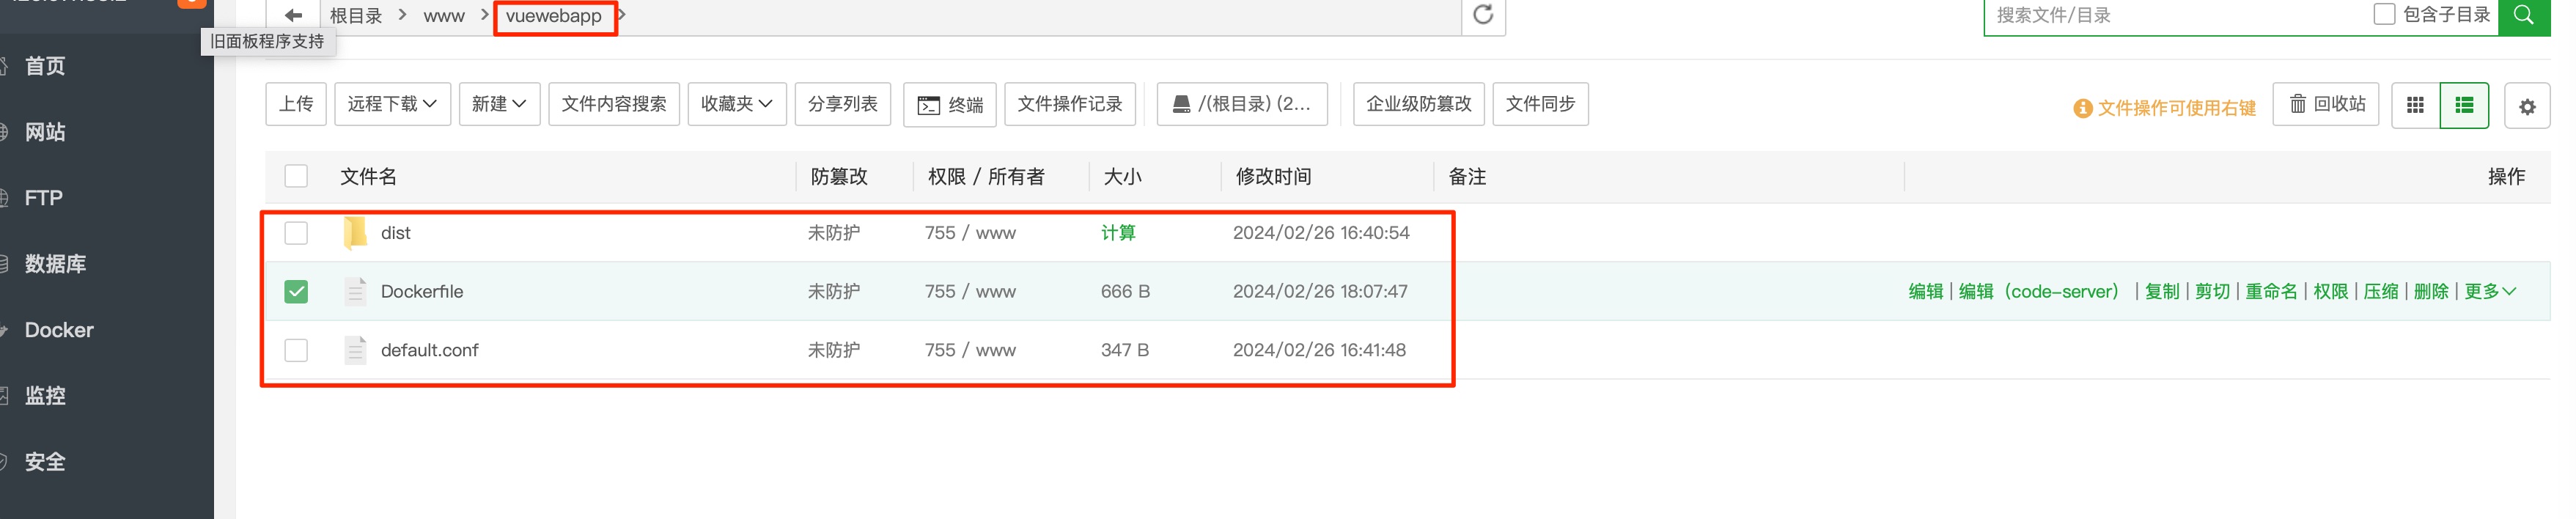 根目录 > www > vuewebapp >
搜索文件/目录
包含子目录
旧面板程序支持
首页
网站
FTP
数据库
Docker
监控
安全
上传 远程下载 新建 文件内容搜索 收藏夹 分享列表 终端 文件操作记录 /(根目录) (2... 企业级防篡改 文件同步 文件操作可使用右键 回收站
文件名 防篡改 权限 / 所有者 大小 修改时间 备注 操作
dist 未防护 755 / www 计算 2024/02/26 16:40:54
Dockerfile 未防护 755 / www 666 B 2024/02/26 18:07:47 编辑 | 编辑（code-server） | 复制 | 剪切 | 重命名 | 权限 | 压缩 | 删除 | 更多
default.conf 未防护 755 / www 347 B 2024/02/26 16:41:48